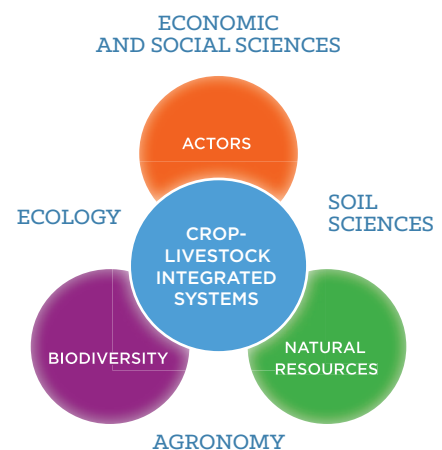 ECONOMIC
AND SOCIAL SCIENCES
ACTORS
ECOLOGY
SOIL
SCIENCES
CROP-
LIVESTOCK
INTEGRATED
SYSTEMS
BIODIVERSITY
NATURAL
RESOURCES
AGRONOMY